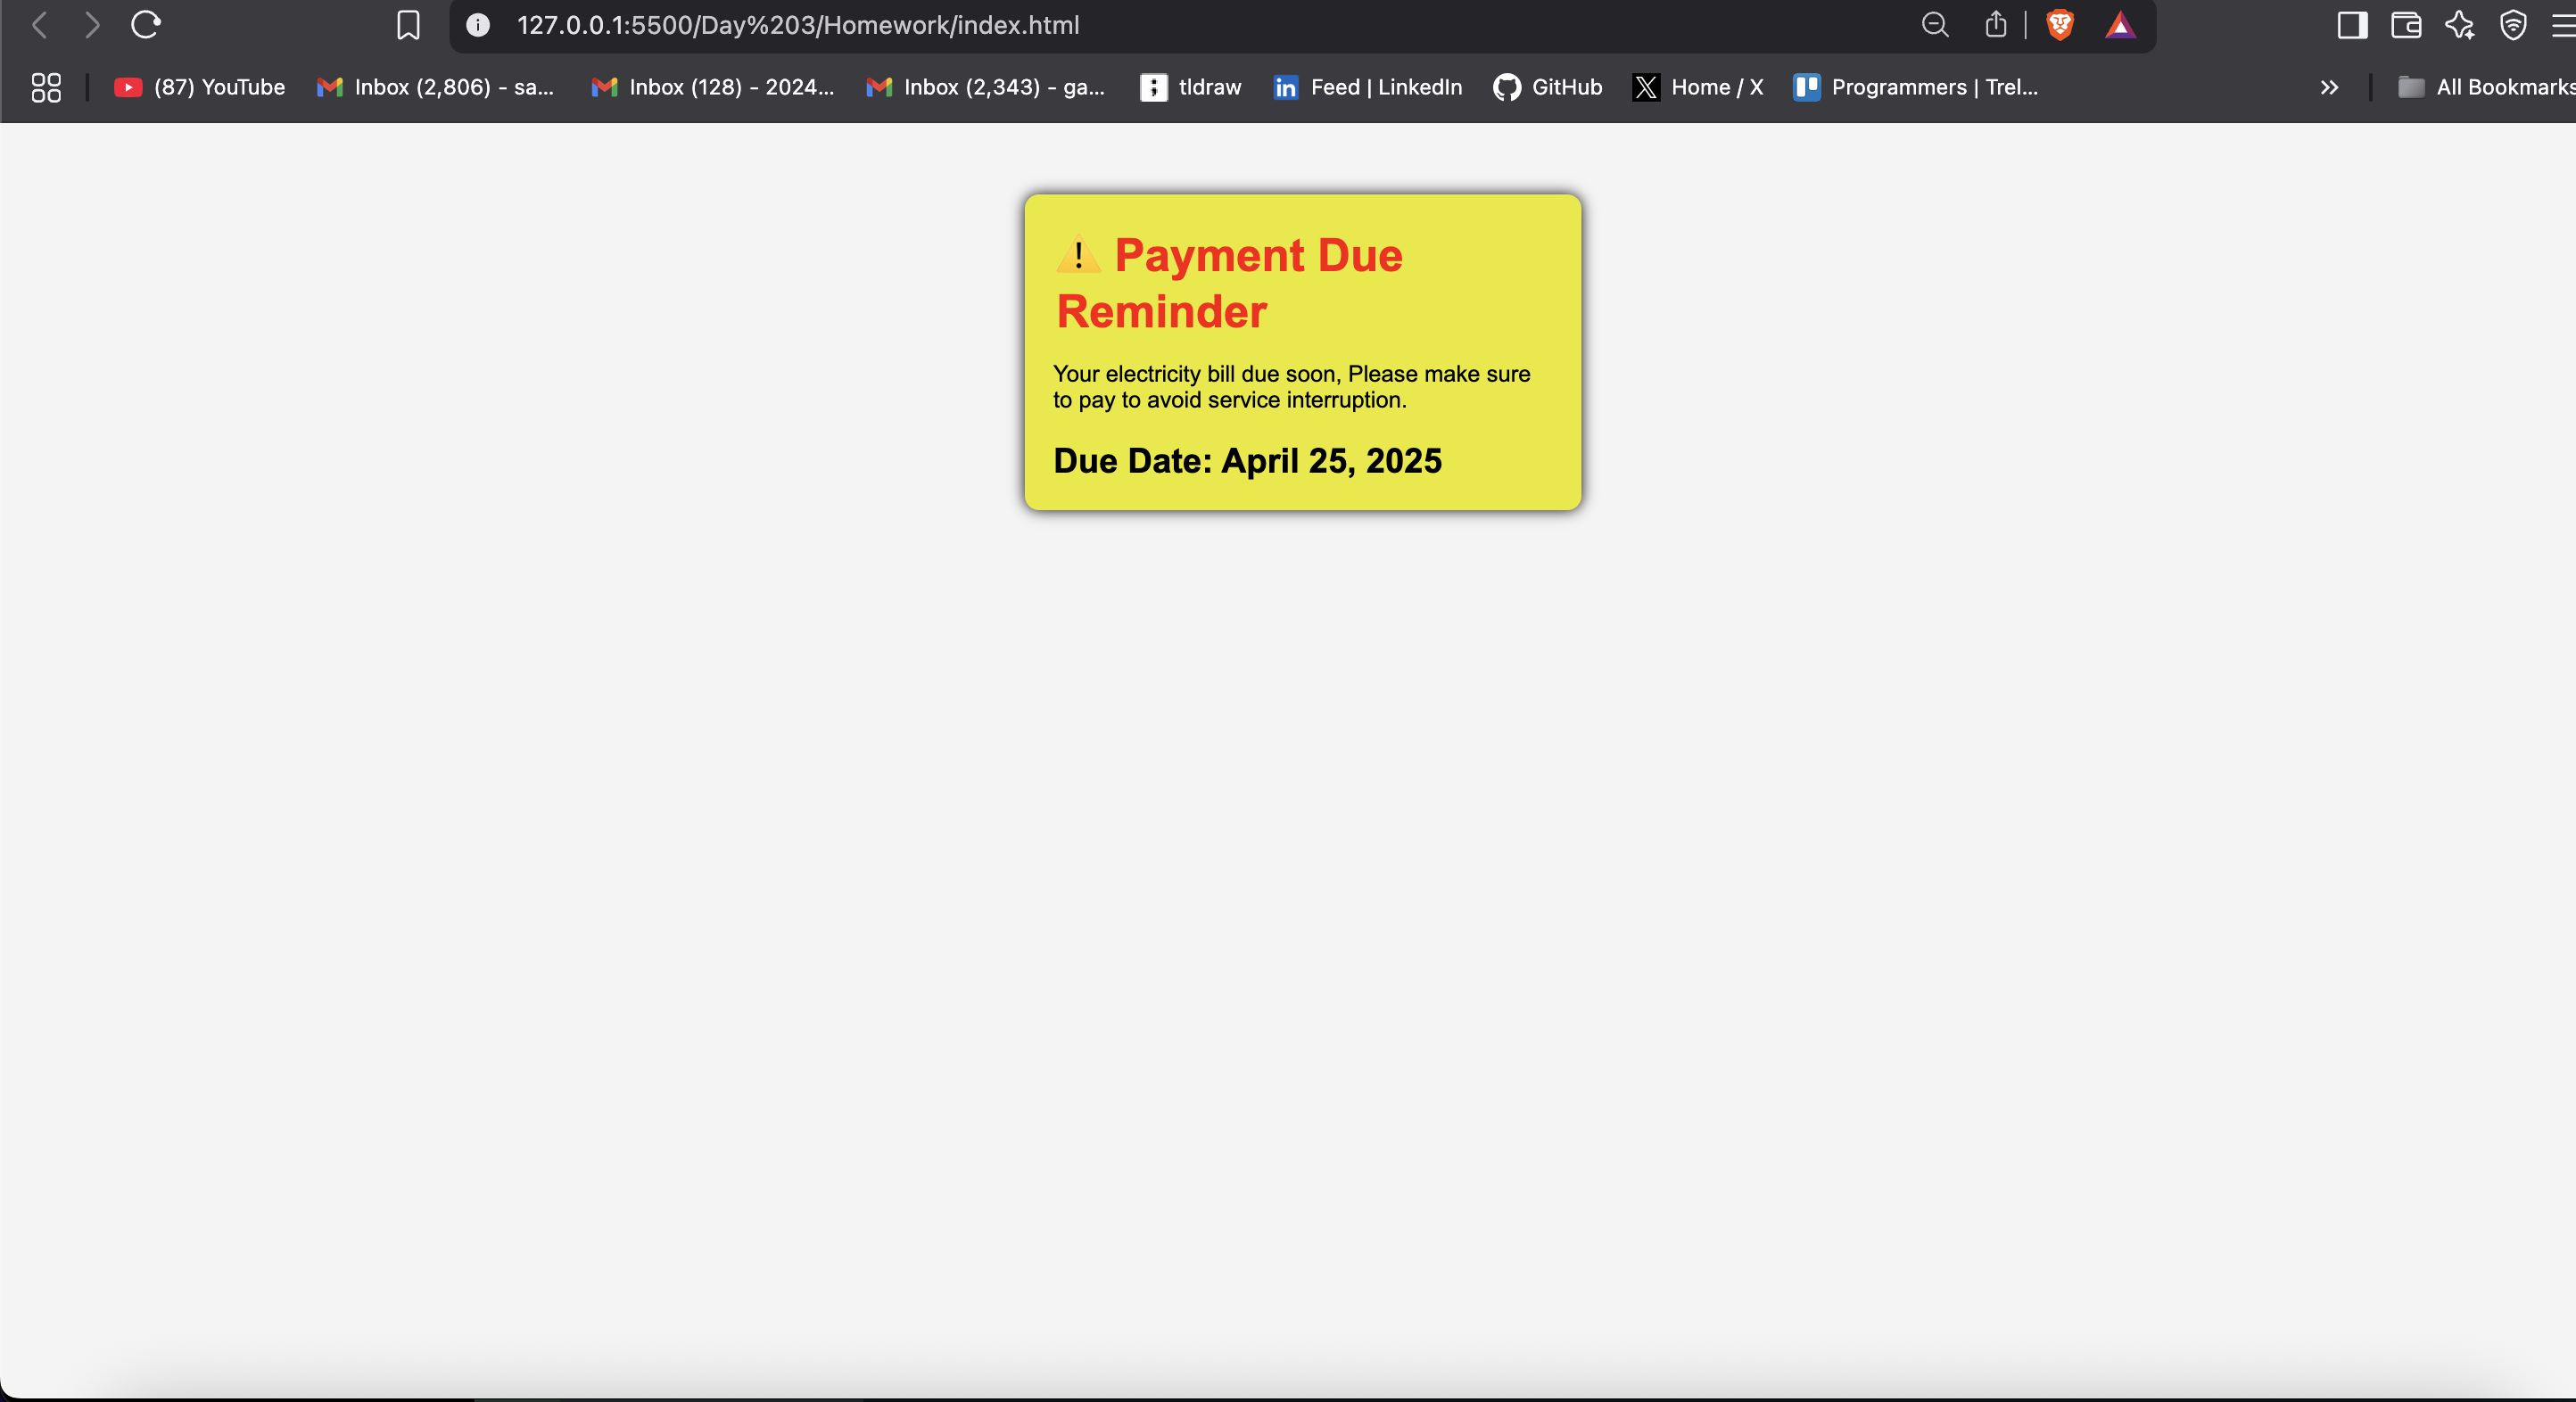 127.0.0.1:5500/Day%203/Homework/index.html
(87) YouTube Inbox (2,806) - sa... Inbox (128) - 2024... Inbox (2,343) - ga... tldraw Feed | LinkedIn GitHub Home / X Programmers | Trel... All Bookmarks
⚠️ Payment Due
Reminder
Your electricity bill due soon, Please make sure
to pay to avoid service interruption.
Due Date: April 25, 2025